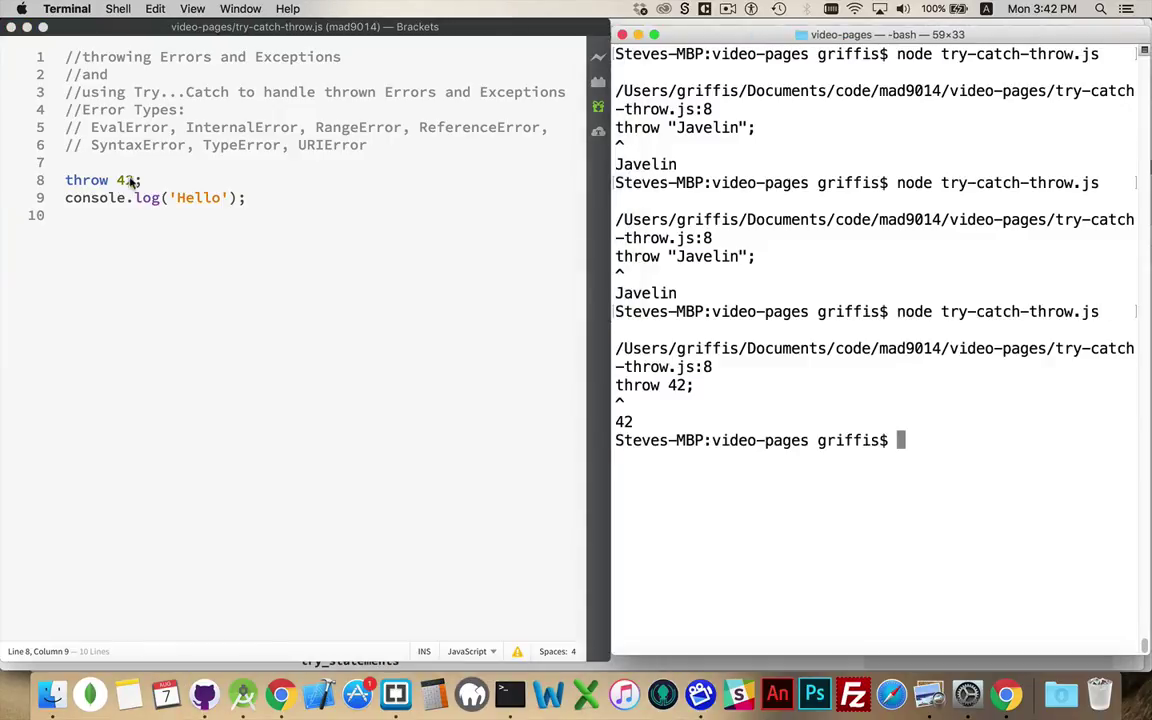 Terminal Shell Edit View Window Help
100% Mon 3:42 PM
video-pages/try-catch-throw.js (mad9014) — Brackets
1 //throwing Errors and Exceptions
2 //and
3 //using Try...Catch to handle thrown Errors and Exceptions
4 //Error Types:
5 // EvalError, InternalError, RangeError, ReferenceError,
6 // SyntaxError, TypeError, URIError
7
8 throw 42;
9 console.log('Hello');
10
Line 8, Column 9 — 10 Lines
INS JavaScript Spaces: 4
try_statements
video-pages — -bash — 59×33
Steves-MBP:video-pages griffis$ node try-catch-throw.js
/Users/griffis/Documents/code/mad9014/video-pages/try-catch
-throw.js:8
throw "Javelin";
^
Javelin
Steves-MBP:video-pages griffis$ node try-catch-throw.js
/Users/griffis/Documents/code/mad9014/video-pages/try-catch
-throw.js:8
throw "Javelin";
^
Javelin
Steves-MBP:video-pages griffis$ node try-catch-throw.js
/Users/griffis/Documents/code/mad9014/video-pages/try-catch
-throw.js:8
throw 42;
^
42
Steves-MBP:video-pages griffis$
AUG
7
1
An
Ps
Fz